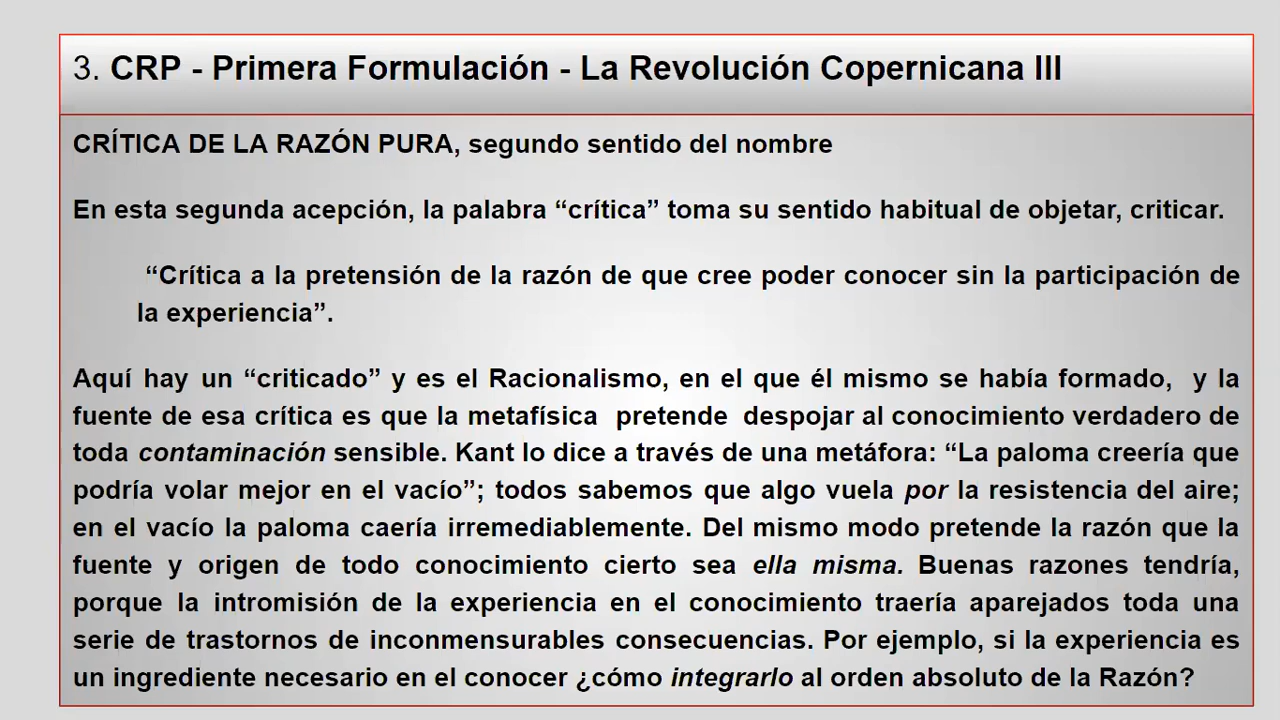 3. CRP - Primera Formulación - La Revolución Copernicana III
CRÍTICA DE LA RAZÓN PURA, segundo sentido del nombre
En esta segunda acepción, la palabra “crítica” toma su sentido habitual de objetar, criticar.
“Crítica a la pretensión de la razón de que cree poder conocer sin la participación de
la experiencia”.
Aquí hay un “criticado” y es el Racionalismo, en el que él mismo se había formado, y la
fuente de esa crítica es que la metafísica pretende despojar al conocimiento verdadero de
toda contaminación sensible. Kant lo dice a través de una metáfora: “La paloma creería que
podría volar mejor en el vacío”; todos sabemos que algo vuela por la resistencia del aire;
en el vacío la paloma caería irremediablemente. Del mismo modo pretende la razón que la
fuente y origen de todo conocimiento cierto sea ella misma. Buenas razones tendría,
porque la intromisión de la experiencia en el conocimiento traería aparejados toda una
serie de trastornos de inconmensurables consecuencias. Por ejemplo, si la experiencia es
un ingrediente necesario en el conocer ¿cómo integrarlo al orden absoluto de la Razón?